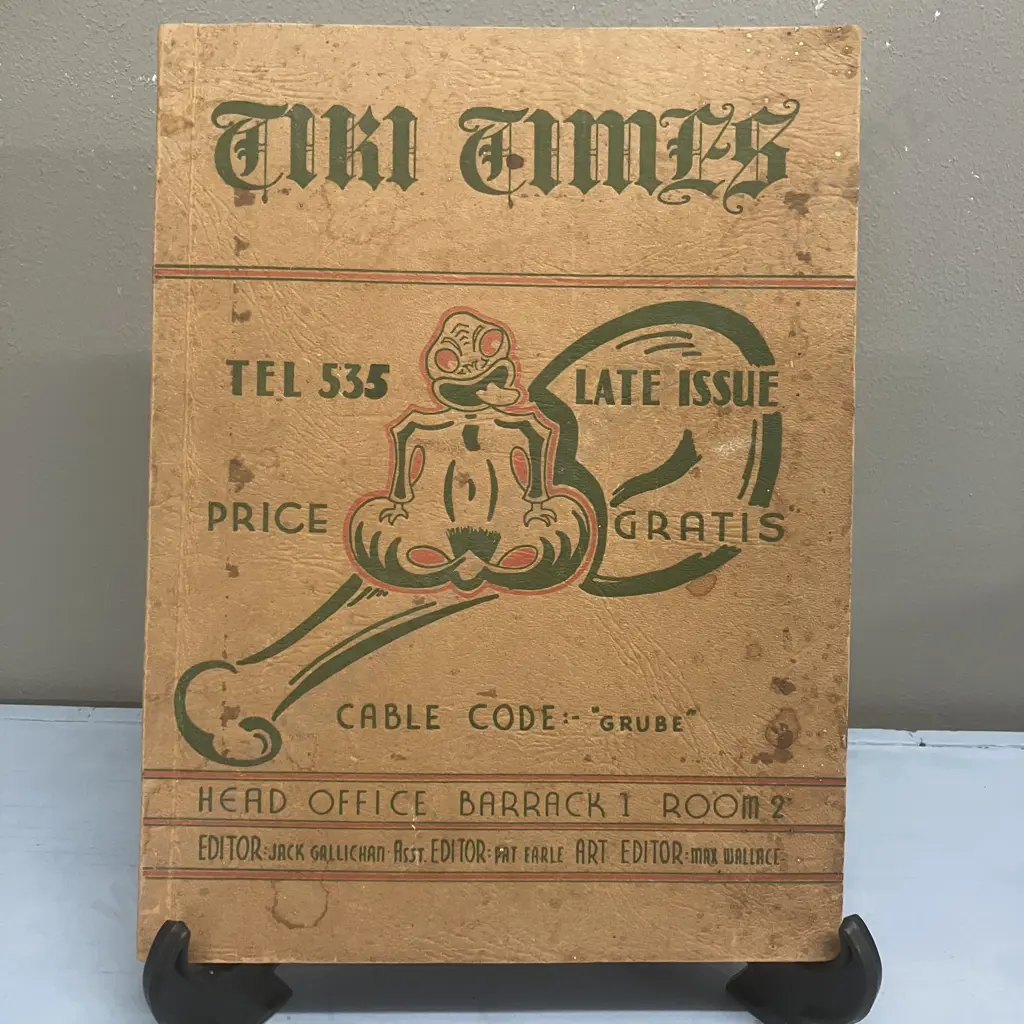 TIKI TIMES
TEL 535
LATE ISSUE
PRICE
GRATIS
CABLE CODE:- "GRUBE"
HEAD OFFICE BARRACK 1 ROOM 2
EDITOR: JACK GALLICHAN ASST. EDITOR: PAT EARLE ART EDITOR: MAX WALLACE